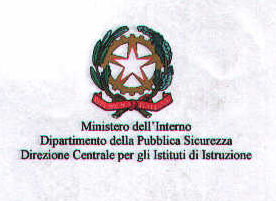 Ministero dell'Interno
Dipartimento della Pubblica Sicurezza
Direzione Centrale per gli Istituti di Istruzione